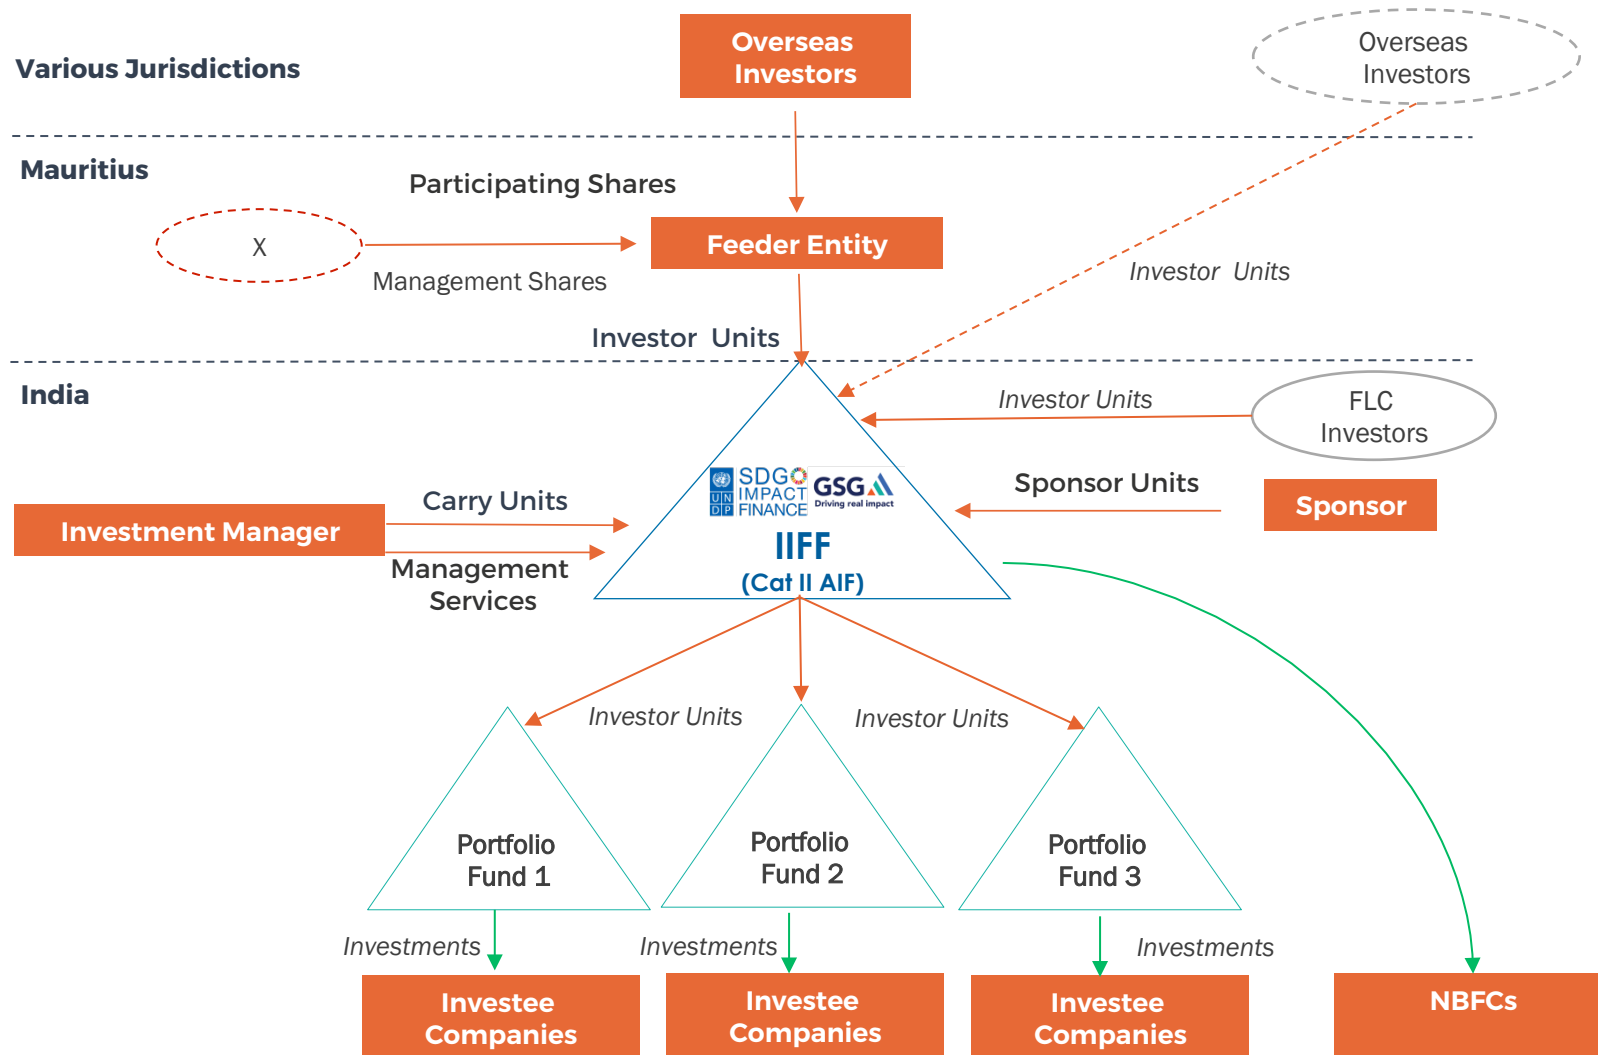 Overseas
Investors
Overseas
Investors
Various Jurisdictions
Mauritius
Participating Shares
X
Feeder Entity
Management Shares
Investor Units
Investor Units
India
Investor Units
FLC
Investors
SDG
IMPACT
FINANCE
UN
DP
GSG
Driving real impact
Carry Units
Sponsor Units
Sponsor
Investment Manager
IIFF
(Cat II AIF)
Management
Services
Investor Units
Investor Units
Portfolio
Fund 1
Portfolio
Fund 2
Portfolio
Fund 3
Investments
Investments
Investments
Investee
Companies
Investee
Companies
Investee
Companies
NBFCs